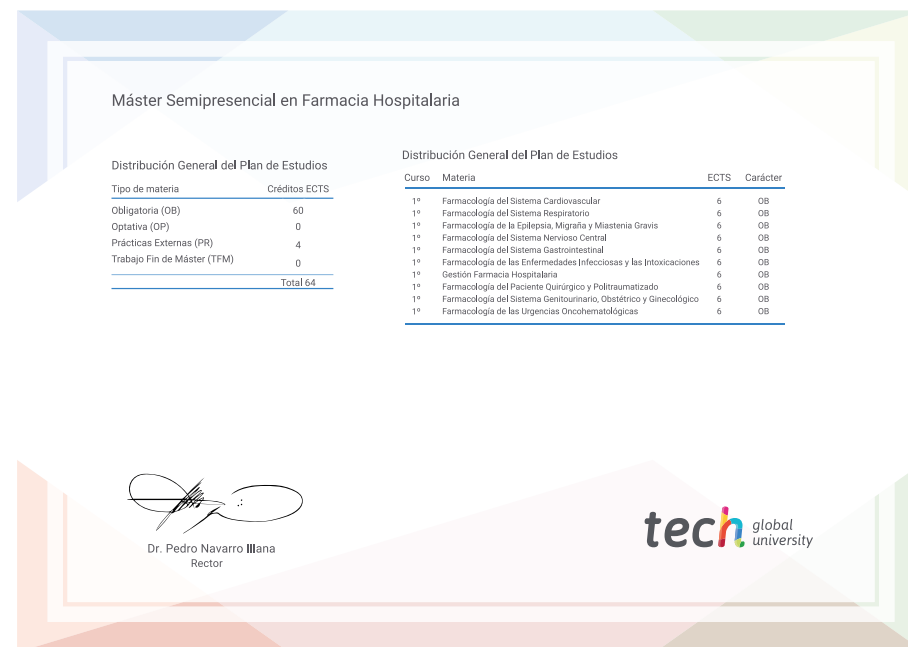 Máster Semipresencial en Farmacia Hospitalaria
Distribución General del Plan de Estudios
Tipo de materia Créditos ECTS
Obligatoria (OB) 60
Optativa (OP) 0
Prácticas Externas (PR) 4
Trabajo Fin de Máster (TFM) 0
Total 64
Distribución General del Plan de Estudios
Curso Materia ECTS Carácter
1º Farmacología del Sistema Cardiovascular 6 OB
1º Farmacología del Sistema Respiratorio 6 OB
1º Farmacología de la Epilepsia, Migraña y Miastenia Gravis 6 OB
1º Farmacología del Sistema Nervioso Central 6 OB
1º Farmacología del Sistema Gastrointestinal 6 OB
1º Farmacología de las Enfermedades Infecciosas y las Intoxicaciones 6 OB
1º Gestión Farmacia Hospitalaria 6 OB
1º Farmacología del Paciente Quirúrgico y Politraumatizado 6 OB
1º Farmacología del Sistema Genitourinario, Obstétrico y Ginecológico 6 OB
1º Farmacología de las Urgencias Oncohematológicas 6 OB
Dr. Pedro Navarro Illana
Rector
tech global
university